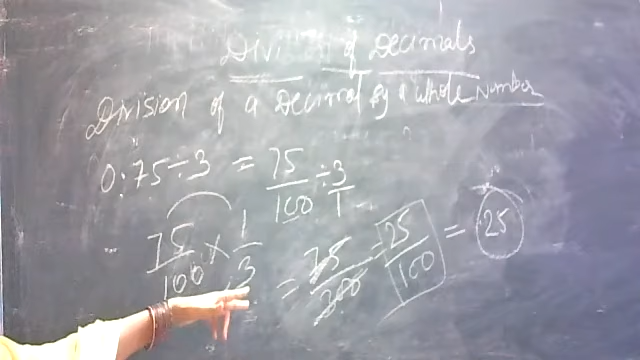 Division of Decimals
Division of a Decimal by a Whole Number
0.75÷3 = 75/100 ÷ 3/1
75/100 × 1/3 = 75/300 = 25/100 = .25